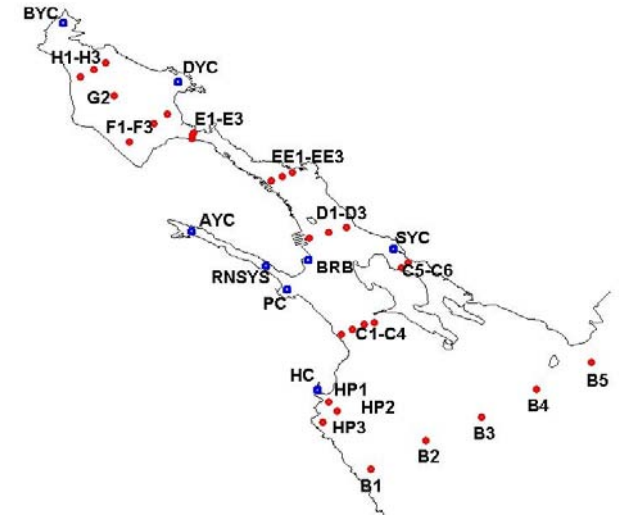 BYC
H1-H3
DYC
G2
E1-E3
F1-F3
EE1-EE3
D1-D3
AYC
SYC
BRB
C5-C6
RNSYS
PC
C1-C4
HC
HP1
B5
HP2
B4
HP3
B3
B2
B1